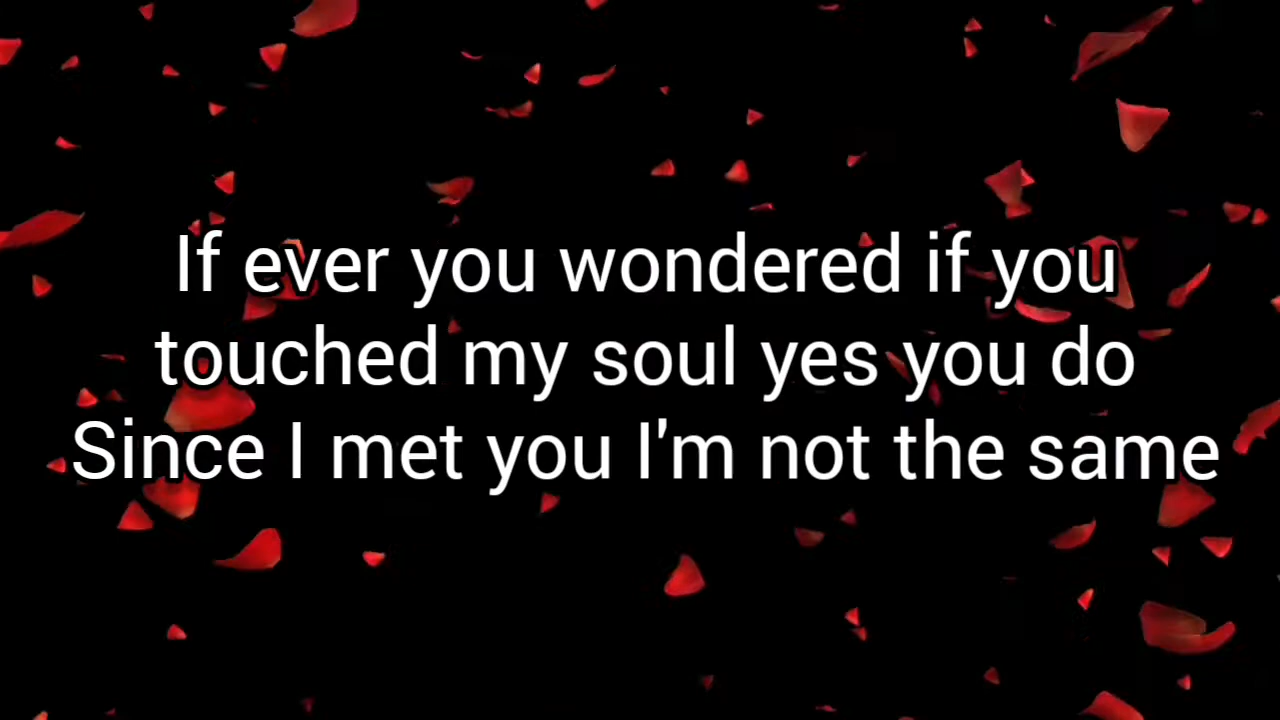 If ever you wondered if you
touched my soul yes you do
Since I met you I'm not the same